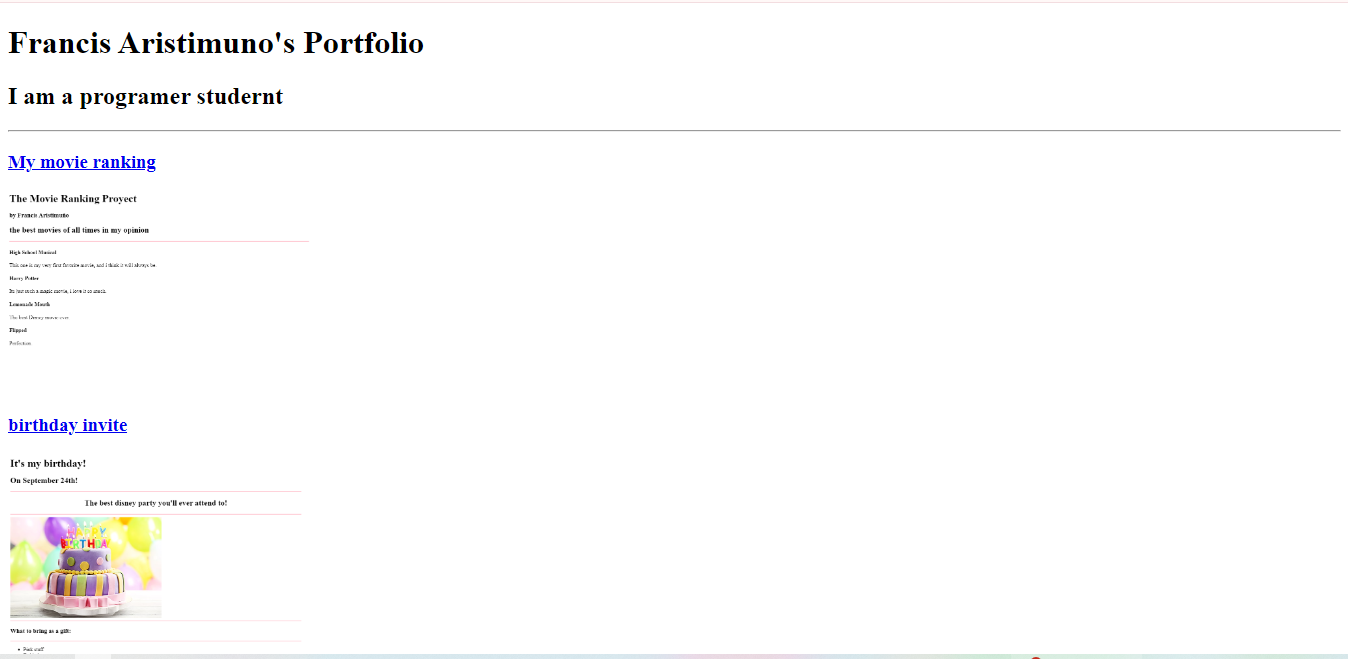 Francis Aristimuno's Portfolio
I am a programer studernt
My movie ranking
The Movie Ranking Proyect
by Francis Aristimuño
the best movies of all times in my opinion
High School Musical
This one is my very first favorite movie, and i think it will always be.
Harry Potter
Its just such a magic movie, I love it so much.
Lemonade Mouth
The best Disney movie ever.
Flipped
birthday invite
It's my birthday!
On September 24th!
The best disney party you'll ever attend to!
HAPPY
BIRTHDAY
What to bring as a gift:
Pink stuff